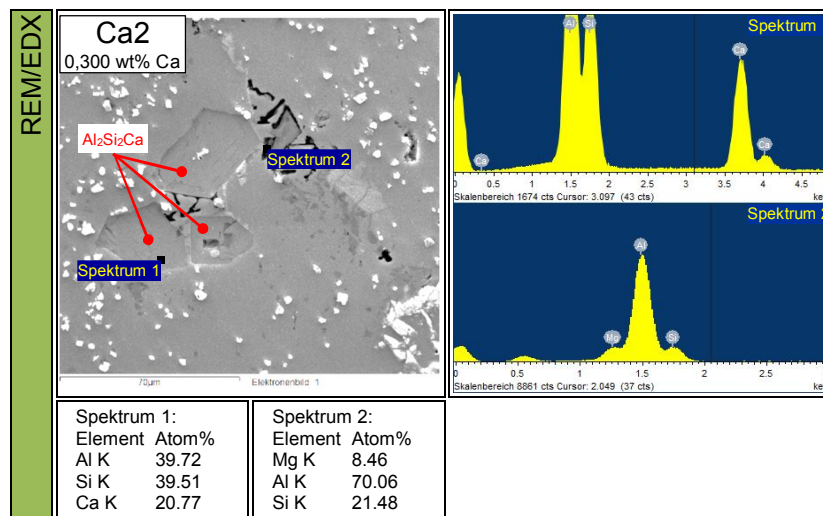 REM/EDX
Ca2
0,300 wt% Ca
Al₂Si₂Ca
Spektrum 2
Spektrum 1
70µm
Elektronenbild 1
Spektrum
Al
Si
Ca
Ca
Ca
0 0.5 1 1.5 2 2.5 3 3.5 4 4.5
Skalenbereich 1674 cts Cursor: 3.097 (43 cts)
ke
Spektrum 2
Al
Mg
Si
0 0.5 1 1.5 2 2.5
Skalenbereich 8861 cts Cursor: 2.049 (37 cts)
ke
Spektrum 1:
Element Atom%
Al K 39.72
Si K 39.51
Ca K 20.77
Spektrum 2:
Element Atom%
Mg K 8.46
Al K 70.06
Si K 21.48